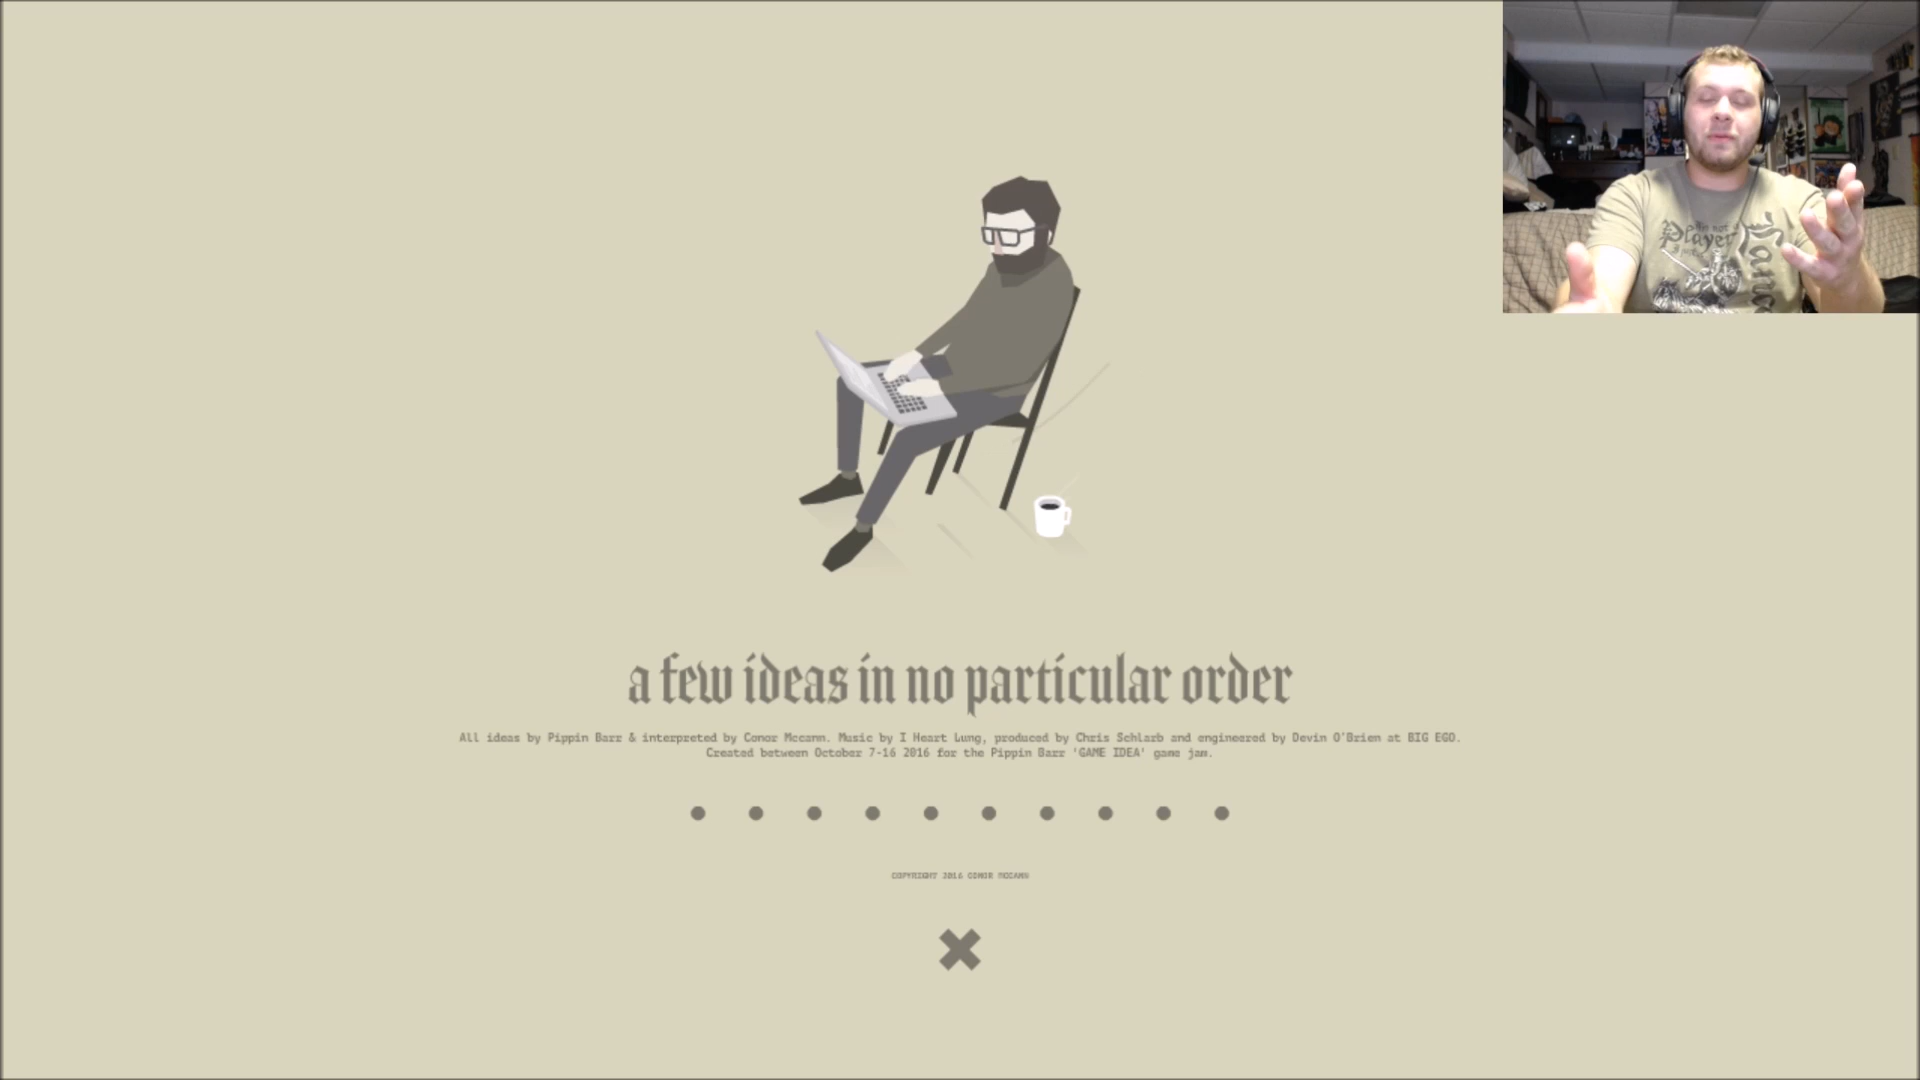 a few ideas in no particular order
All ideas by Pippin Barr & interpreted by Conor Mccann. Music by I Heart Lung, produced by Chris Schlarb and engineered by Devin O'Brien at BIG EGO.
Created between October 7-16 2016 for the Pippin Barr 'GAME IDEA' game jam.
COPYRIGHT 2016 CONOR MCCANN
Player